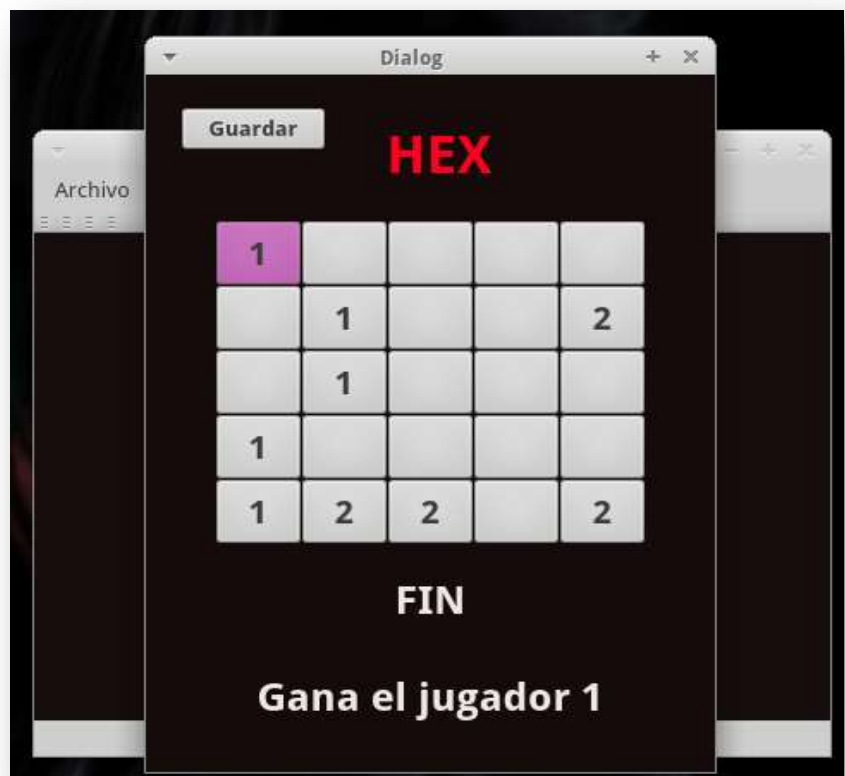 Dialog
Guardar
HEX
Archivo
1
1 2
1
1
1 2 2 2
FIN
Gana el jugador 1